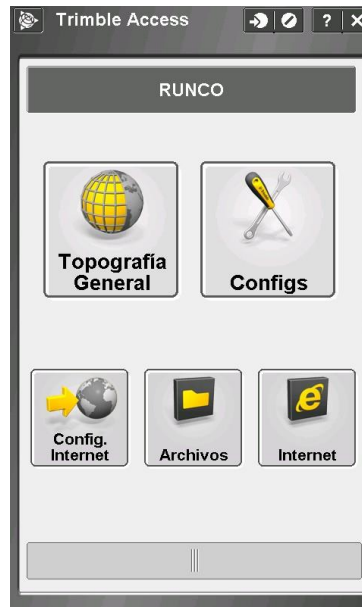 Trimble Access
?
X
RUNCO
Topografía
General
Configs
Config.
Internet
Archivos
Internet